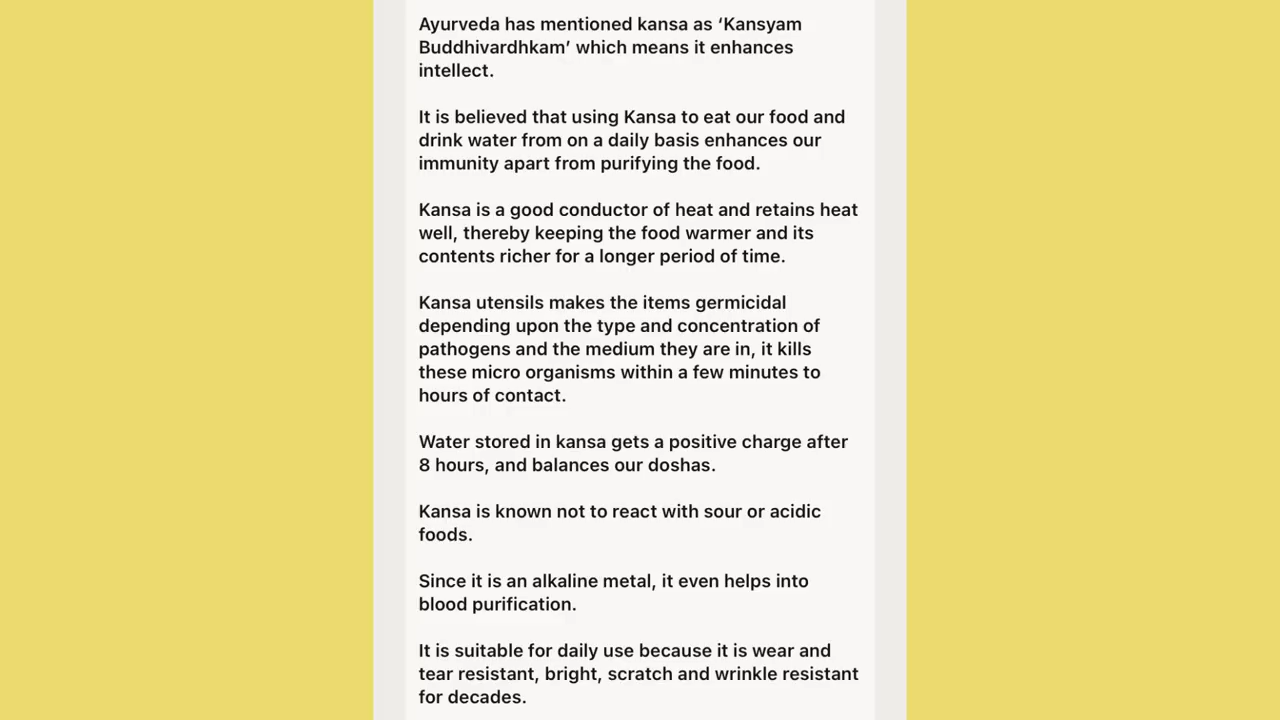 Ayurveda has mentioned kansa as ‘Kansyam
Buddhivardhkam’ which means it enhances
intellect.
It is believed that using Kansa to eat our food and
drink water from on a daily basis enhances our
immunity apart from purifying the food.
Kansa is a good conductor of heat and retains heat
well, thereby keeping the food warmer and its
contents richer for a longer period of time.
Kansa utensils makes the items germicidal
depending upon the type and concentration of
pathogens and the medium they are in, it kills
these micro organisms within a few minutes to
hours of contact.
Water stored in kansa gets a positive charge after
8 hours, and balances our doshas.
Kansa is known not to react with sour or acidic
foods.
Since it is an alkaline metal, it even helps into
blood purification.
It is suitable for daily use because it is wear and
tear resistant, bright, scratch and wrinkle resistant
for decades.